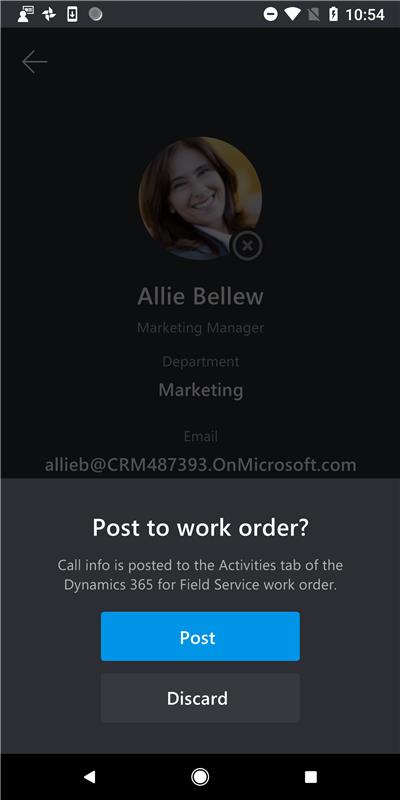 10:54
Allie Bellew
Marketing Manager
Department
Marketing
Email
allieb@CRM487393.OnMicrosoft.com
Post to work order?
Call info is posted to the Activities tab of the
Dynamics 365 for Field Service work order.
Post
Discard